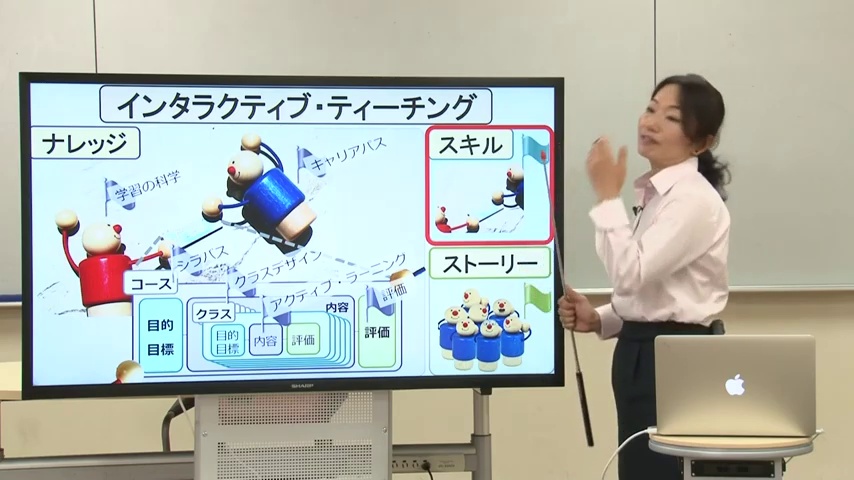 インタラクティブ・ティーチング
ナレッジ
学習の科学
キャリアパス
シラバス
クラスデザイン
アクティブ・ラーニング
評価
コース
目的
目標
クラス
内容
目的
目標
内容
評価
評価
スキル
ストーリー
SHARP